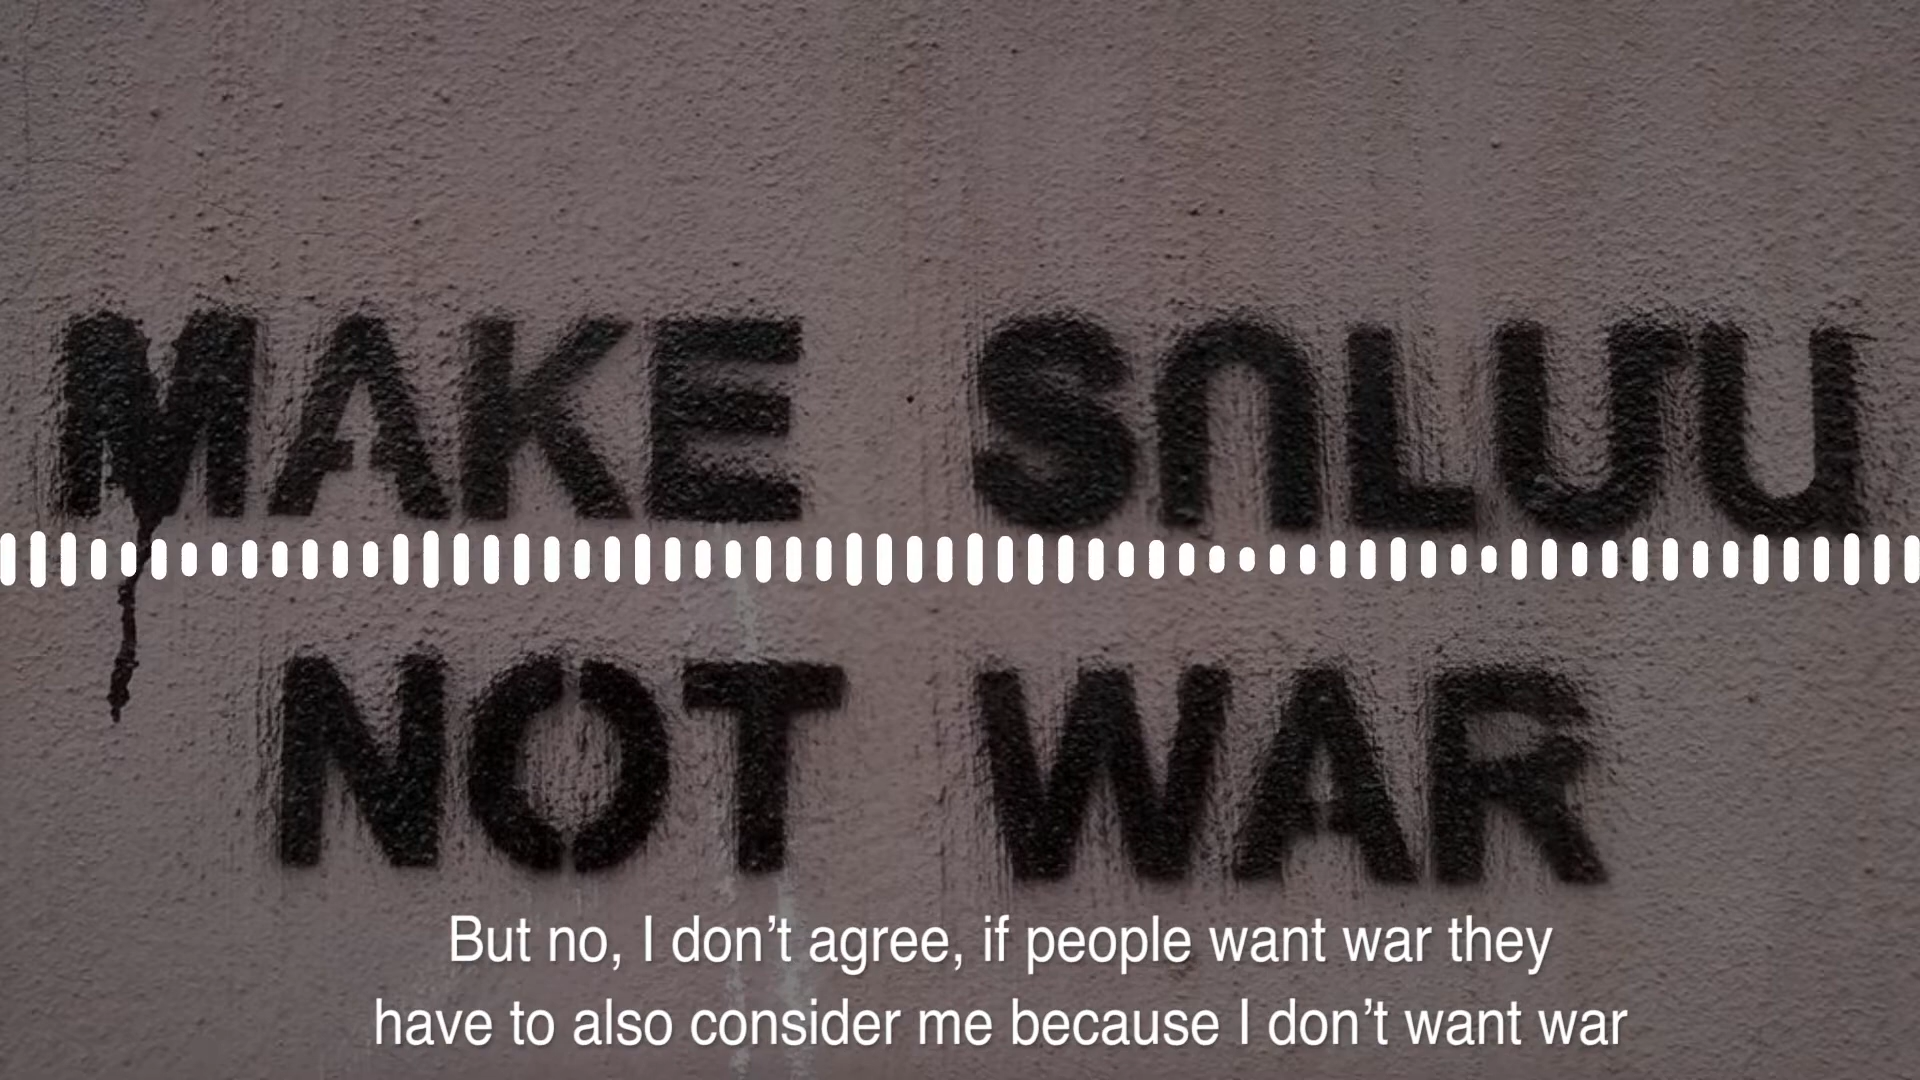 MAKE ՏՈԼՄԱ
NOT WAR
But no, I don’t agree, if people want war they
have to also consider me because I don’t want war